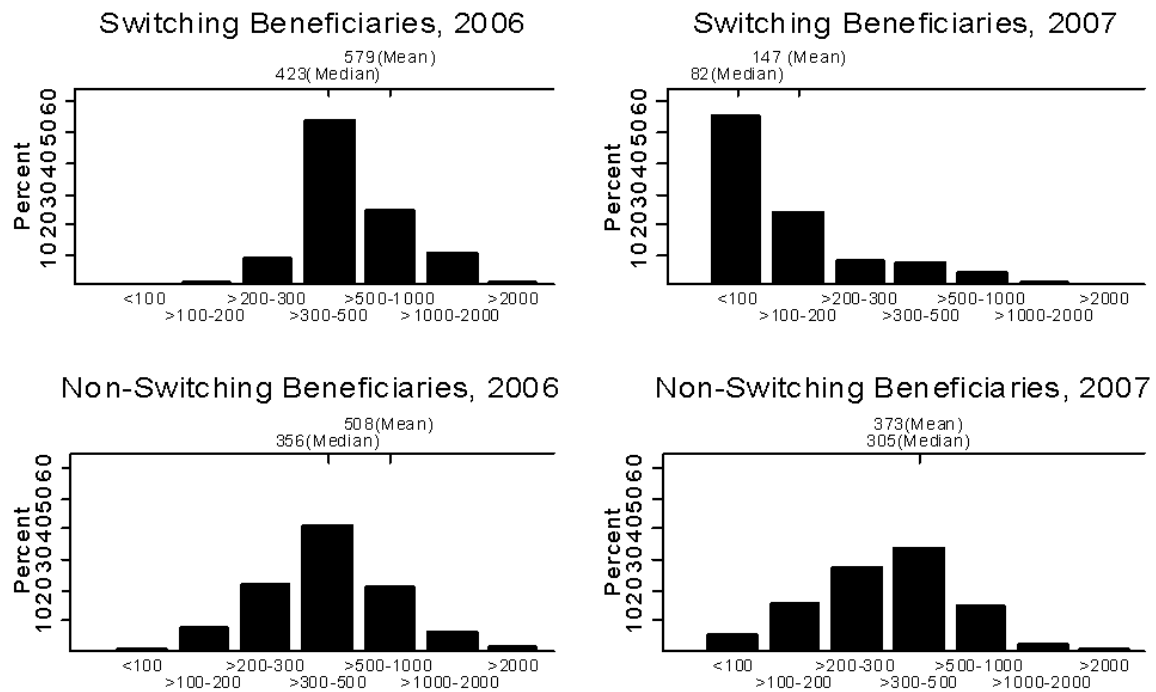 Switching Beneficiaries, 2006
579(Mean)
423(Median)
Percent
10 20 30 40 50 60
<100 >200-300 >500-1000 >2000
>100-200 >300-500 >1000-2000
Switching Beneficiaries, 2007
147 (Mean)
82(Median)
Percent
10 20 30 40 50 60
<100 >200-300 >500-1000 >2000
>100-200 >300-500 >1000-2000
Non-Switching Beneficiaries, 2006
508(Mean)
356(Median)
Percent
10 20 30 40 50 60
<100 >200-300 >500-1000 >2000
>100-200 >300-500 >1000-2000
Non-Switching Beneficiaries, 2007
373(Mean)
305(Median)
Percent
10 20 30 40 50 60
<100 >200-300 >500-1000 >2000
>100-200 >300-500 >1000-2000